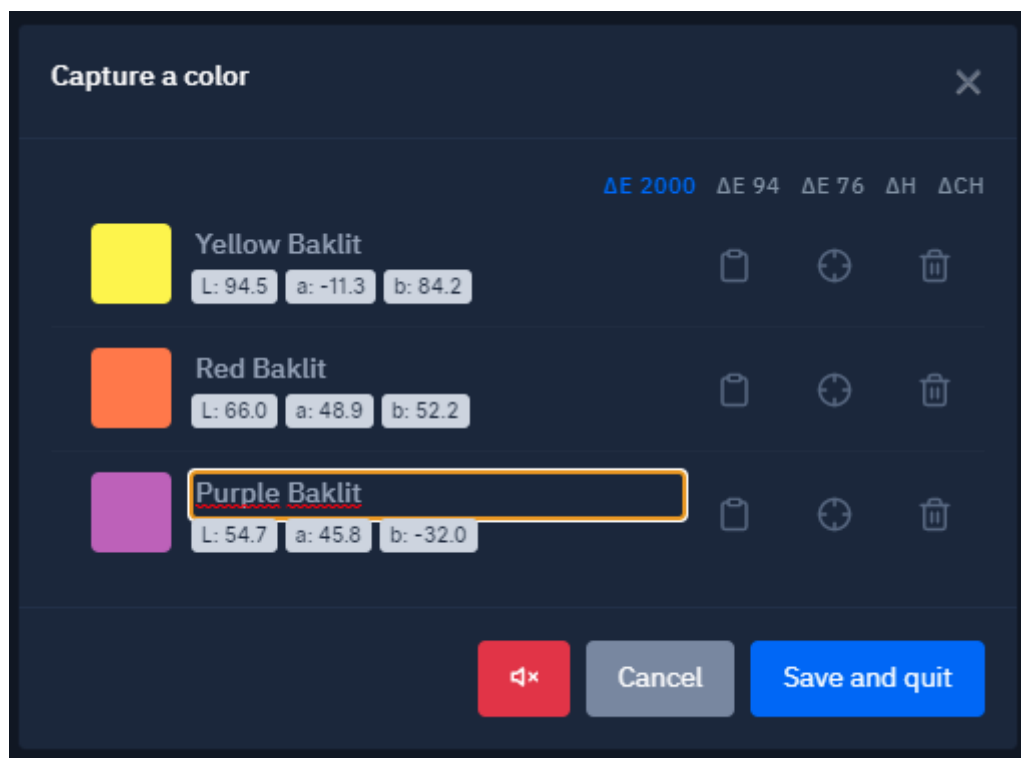 Capture a color
ΔE 2000 ΔE 94 ΔE 76 ΔH ΔCH
Yellow Baklit
L: 94.5 a: -11.3 b: 84.2
Red Baklit
L: 66.0 a: 48.9 b: 52.2
Purple Baklit
L: 54.7 a: 45.8 b: -32.0
Cancel Save and quit